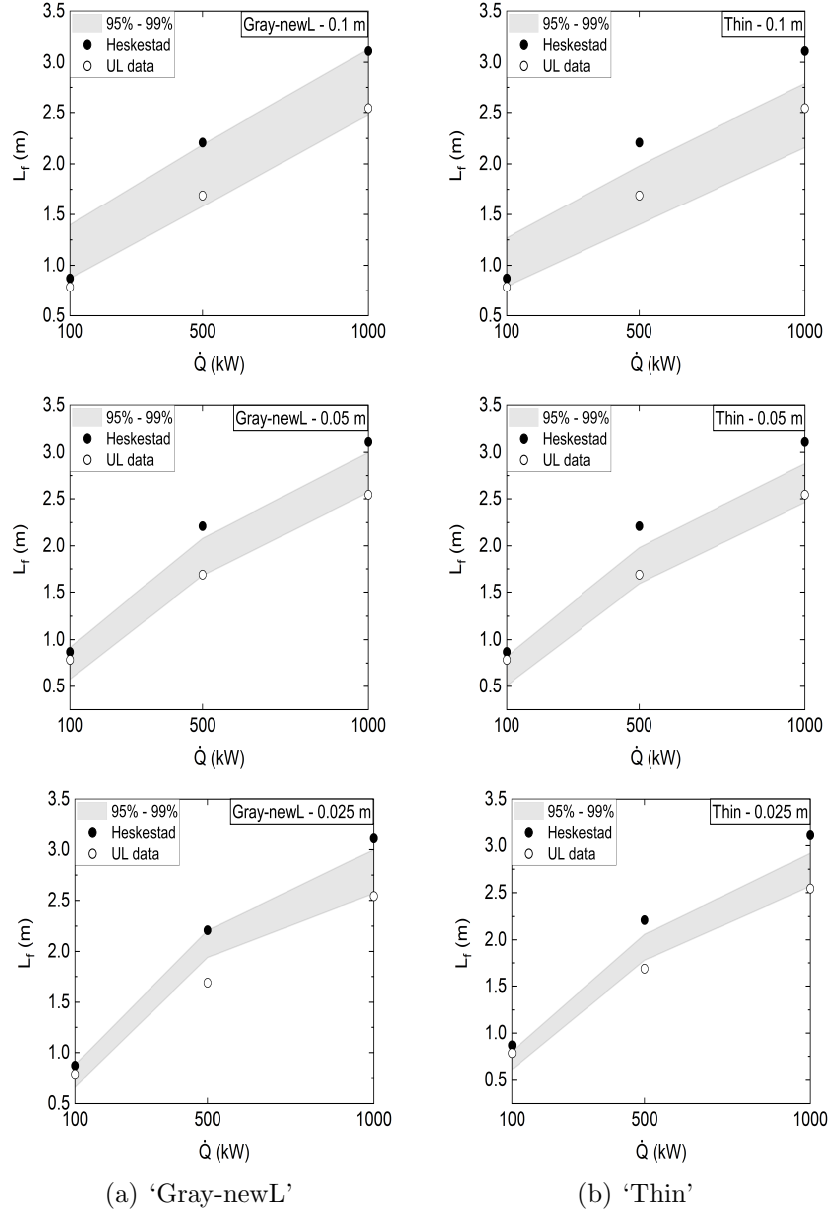 3.5
3.0
2.5
2.0
1.5
1.0
0.5
L_f (m)
95% - 99%
Heskestad
UL data
Gray-newL - 0.1 m
100
500
1000
Q̇ (kW)
3.5
3.0
2.5
2.0
1.5
1.0
0.5
L_f (m)
95% - 99%
Heskestad
UL data
Thin - 0.1 m
100
500
1000
Q̇ (kW)
3.5
3.0
2.5
2.0
1.5
1.0
0.5
L_f (m)
95% - 99%
Heskestad
UL data
Gray-newL - 0.05 m
100
500
1000
Q̇ (kW)
3.5
3.0
2.5
2.0
1.5
1.0
0.5
L_f (m)
95% - 99%
Heskestad
UL data
Thin - 0.05 m
100
500
1000
Q̇ (kW)
3.5
3.0
2.5
2.0
1.5
1.0
0.5
L_f (m)
95% - 99%
Heskestad
UL data
Gray-newL - 0.025 m
100
500
1000
Q̇ (kW)
3.5
3.0
2.5
2.0
1.5
1.0
0.5
L_f (m)
95% - 99%
Heskestad
UL data
Thin - 0.025 m
100
500
1000
Q̇ (kW)
(a) ‘Gray-newL’
(b) ‘Thin’